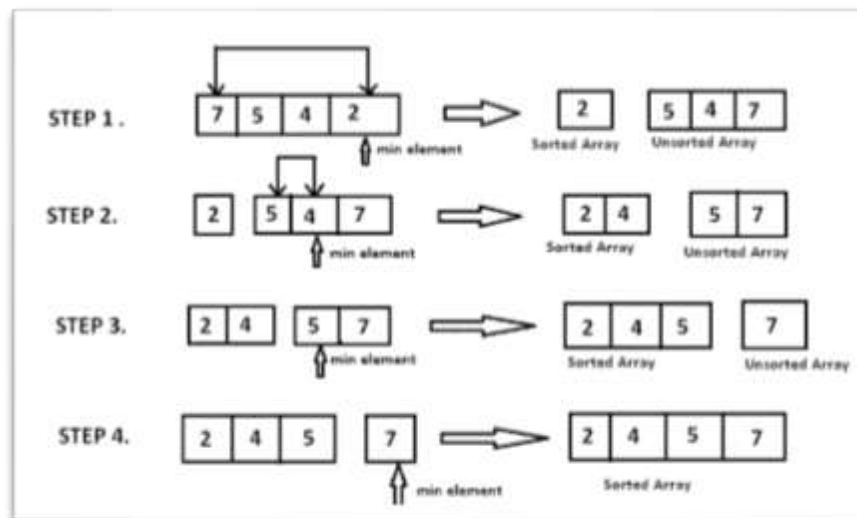 STEP 1 .
7 5 4 2
2
5 4 7
min element
Sorted Array
Unsorted Array
STEP 2.
2
5 4 7
2 4
5 7
min element
Sorted Array
Unsorted Array
STEP 3.
2 4
5 7
2 4 5
7
min element
Sorted Array
Unsorted Array
STEP 4.
2 4 5
7
2 4 5 7
min element
Sorted Array